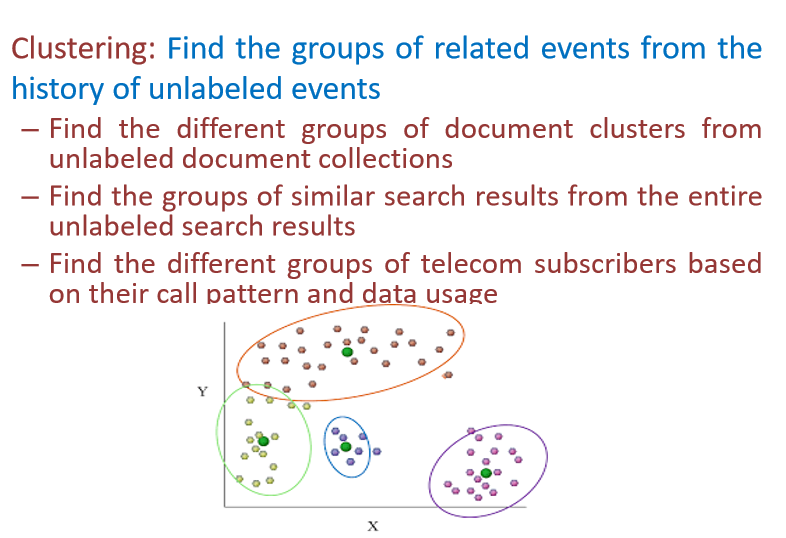 Clustering: Find the groups of related events from the
history of unlabeled events
– Find the different groups of document clusters from
unlabeled document collections
– Find the groups of similar search results from the entire
unlabeled search results
– Find the different groups of telecom subscribers based
on their call pattern and data usage
Y
X